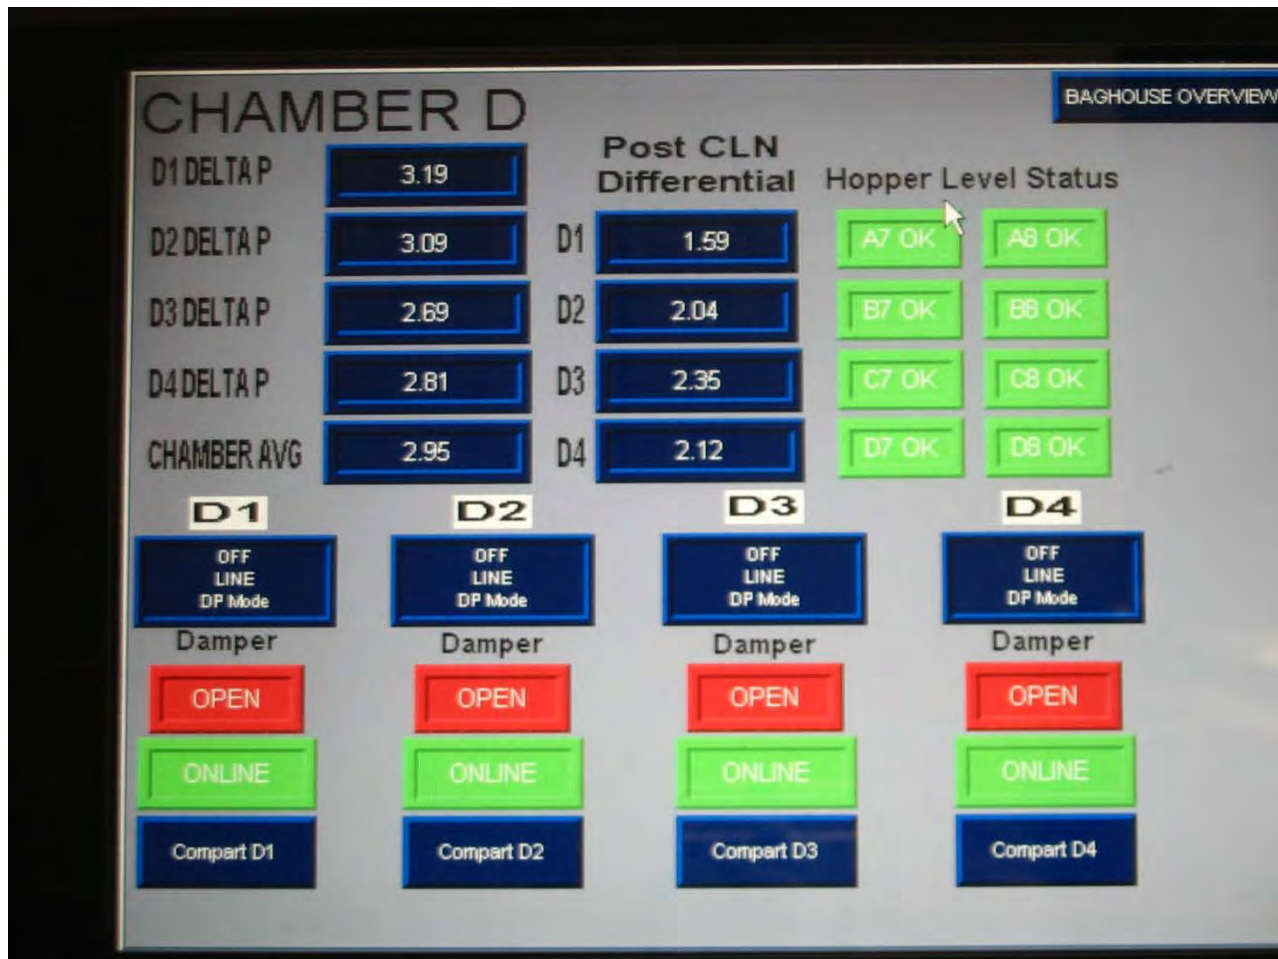 CHAMBER D
BAGHOUSE OVERVIEW
D1 DELTA P 3.19
Post CLN
Differential
Hopper Level Status
D2 DELTA P 3.09 D1 1.59 A7 OK A8 OK
D3 DELTA P 2.69 D2 2.04 B7 OK B8 OK
D4 DELTA P 2.81 D3 2.35 C7 OK C8 OK
CHAMBER AVG 2.95 D4 2.12 D7 OK D8 OK
D1 D2 D3 D4
OFF OFF OFF OFF
LINE LINE LINE LINE
DP Mode DP Mode DP Mode DP Mode
Damper Damper Damper Damper
OPEN OPEN OPEN OPEN
ONLINE ONLINE ONLINE ONLINE
Compart D1 Compart D2 Compart D3 Compart D4